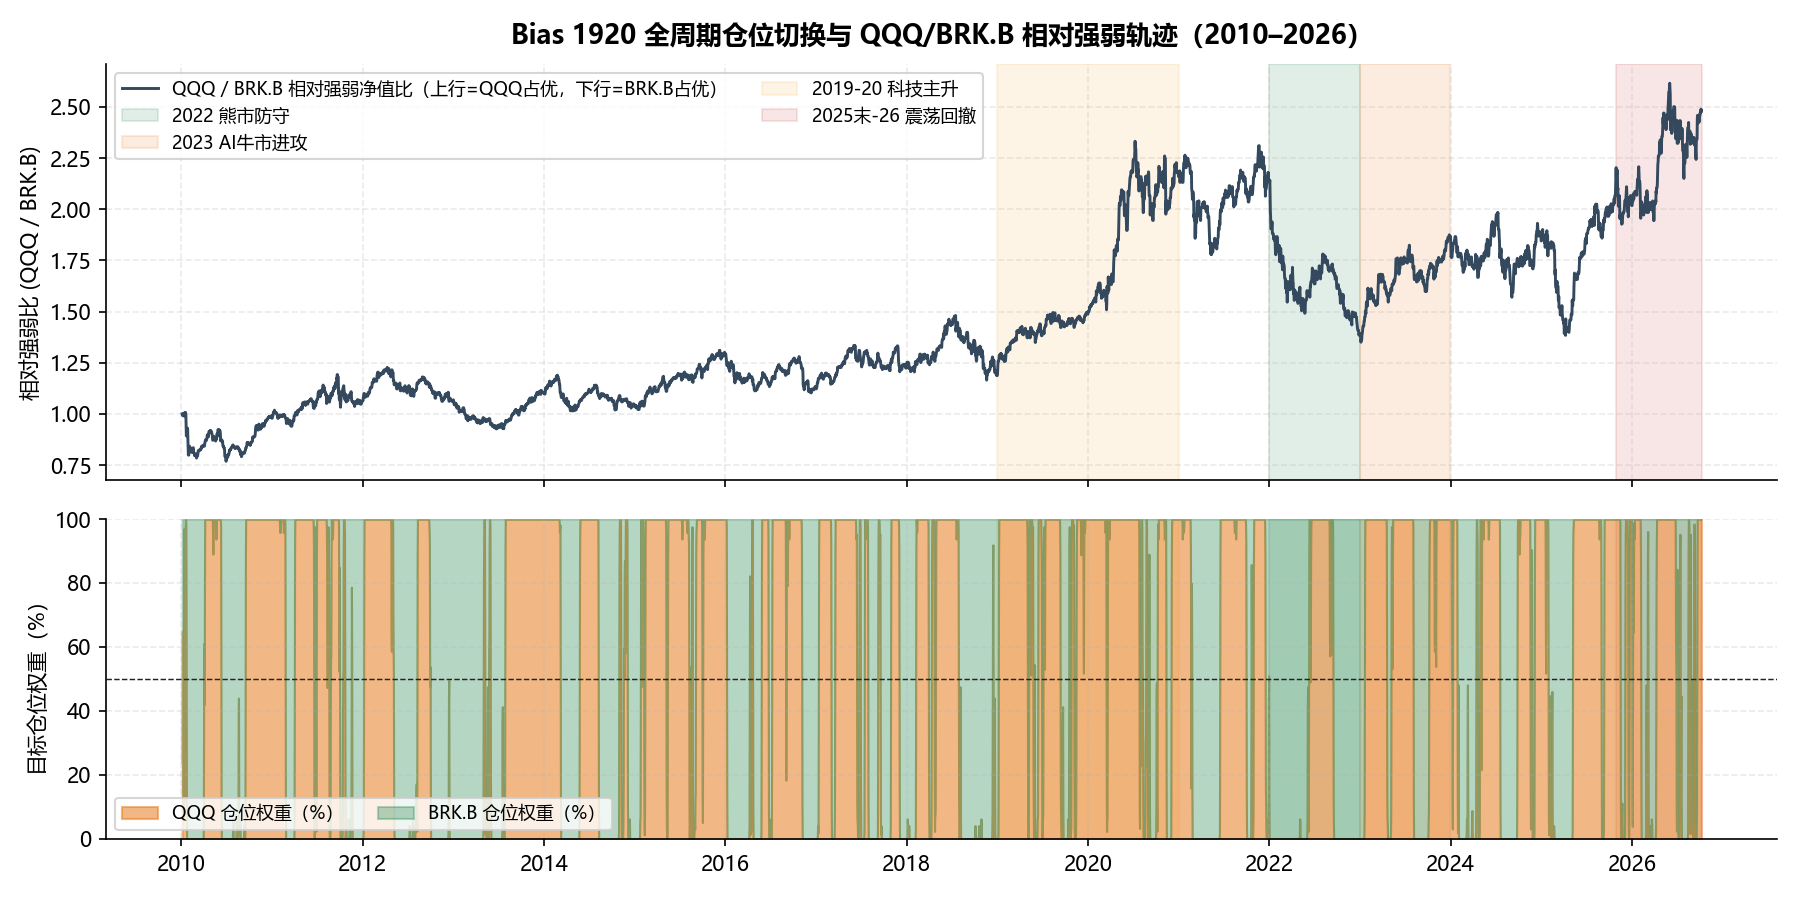 Bias 1920 全周期仓位切换与 QQQ/BRK.B 相对强弱轨迹（2010–2026）
QQQ / BRK.B 相对强弱净值比（上行=QQQ占优，下行=BRK.B占优）
2022 熊市防守
2023 AI牛市进攻
2019-20 科技主升
2025末-26 震荡回撤
相对强弱比 (QQQ / BRK.B)
2.50
2.25
2.00
1.75
1.50
1.25
1.00
0.75
目标仓位权重（%）
100
80
60
40
20
0
QQQ 仓位权重（%）
BRK.B 仓位权重（%）
2010 2012 2014 2016 2018 2020 2022 2024 2026